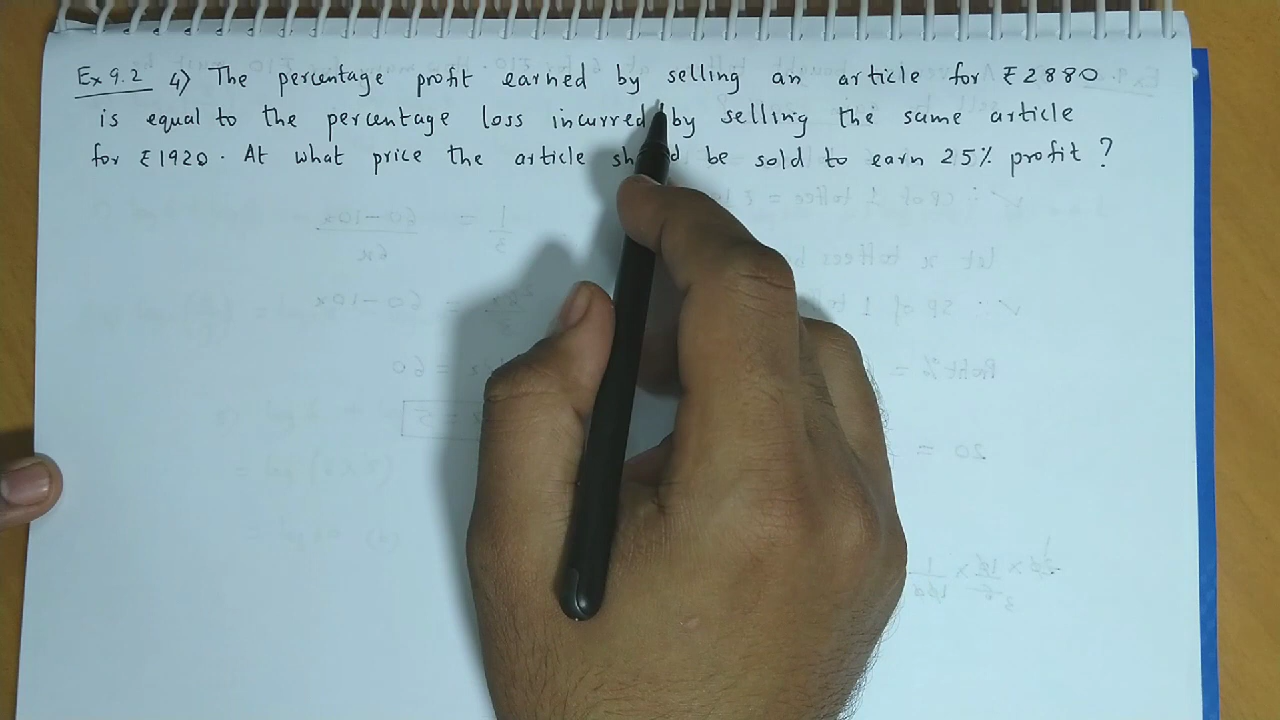 Ex 9.2 4) The percentage profit earned by selling an article for ₹2880
is equal to the percentage loss incurred by selling the same article
for ₹1920. At what price the article be sold to earn 25% profit?